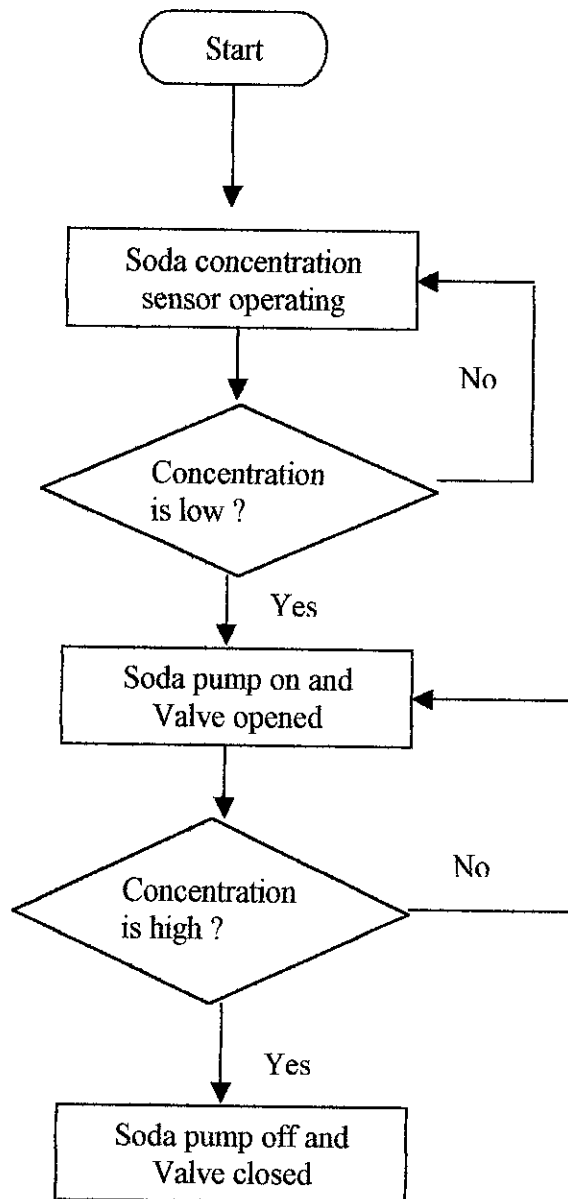 Start
Soda concentration
sensor operating
No
Concentration
is low ?
Yes
Soda pump on and
Valve opened
No
Concentration
is high ?
Yes
Soda pump off and
Valve closed